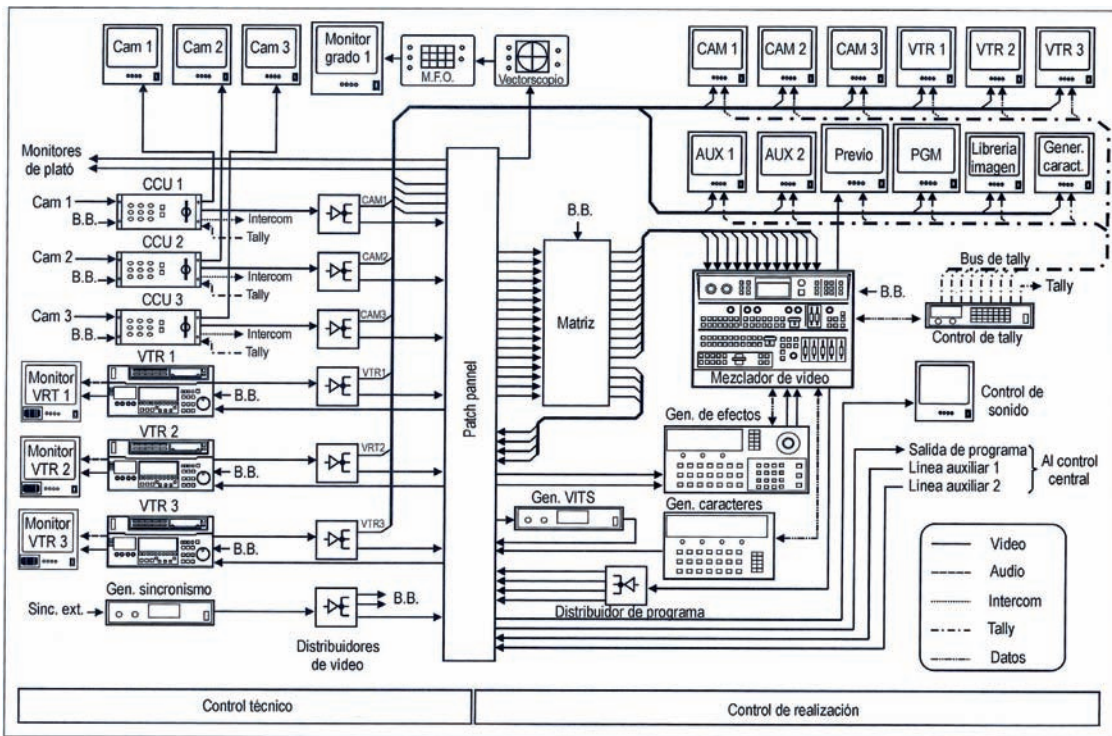 Cam 1
Cam 2
Cam 3
Monitor
grado 1
M.F.O.
Vectorscopio
CAM 1
CAM 2
CAM 3
VTR 1
VTR 2
VTR 3
AUX 1
AUX 2
Previo
PGM
Librería
imagen
Gener.
caract.
Monitores
de plató
CCU 1
Cam 1
B.B.
Intercom
Tally
CAM1
CCU 2
Cam 2
B.B.
Intercom
Tally
CAM2
CCU 3
Cam 3
B.B.
Intercom
Tally
CAM3
VTR 1
Monitor
VRT 1
B.B.
VTR1
VTR 2
Monitor
VTR 2
B.B.
VRT2
VTR 3
Monitor
VTR 3
B.B.
VTR3
Gen. sincronismo
Sinc. ext.
B.B.
Distribuidores
de vídeo
Patch pannel
B.B.
Matriz
B.B.
Mezclador de vídeo
Bus de tally
Tally
Control de tally
Control de
sonido
Gen. de efectos
Gen. VITS
Gen. caracteres
Distribuidor de programa
Salida de programa
Línea auxiliar 1
Línea auxiliar 2
Al control
central
Vídeo
Audio
Intercom
Tally
Datos
Control técnico
Control de realización